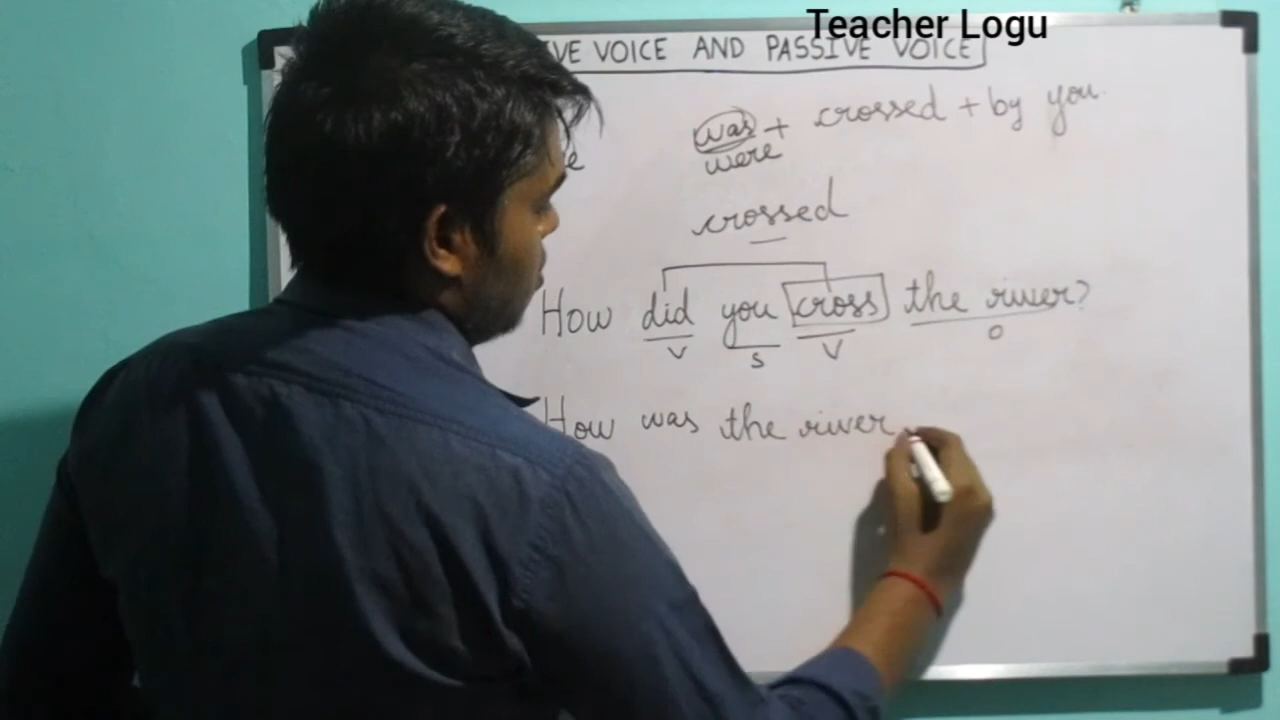 Teacher Logu
VE VOICE AND PASSIVE VOICE
was + crossed + by you.
were
crossed
How did you cross the river?
V S V O
How was the river